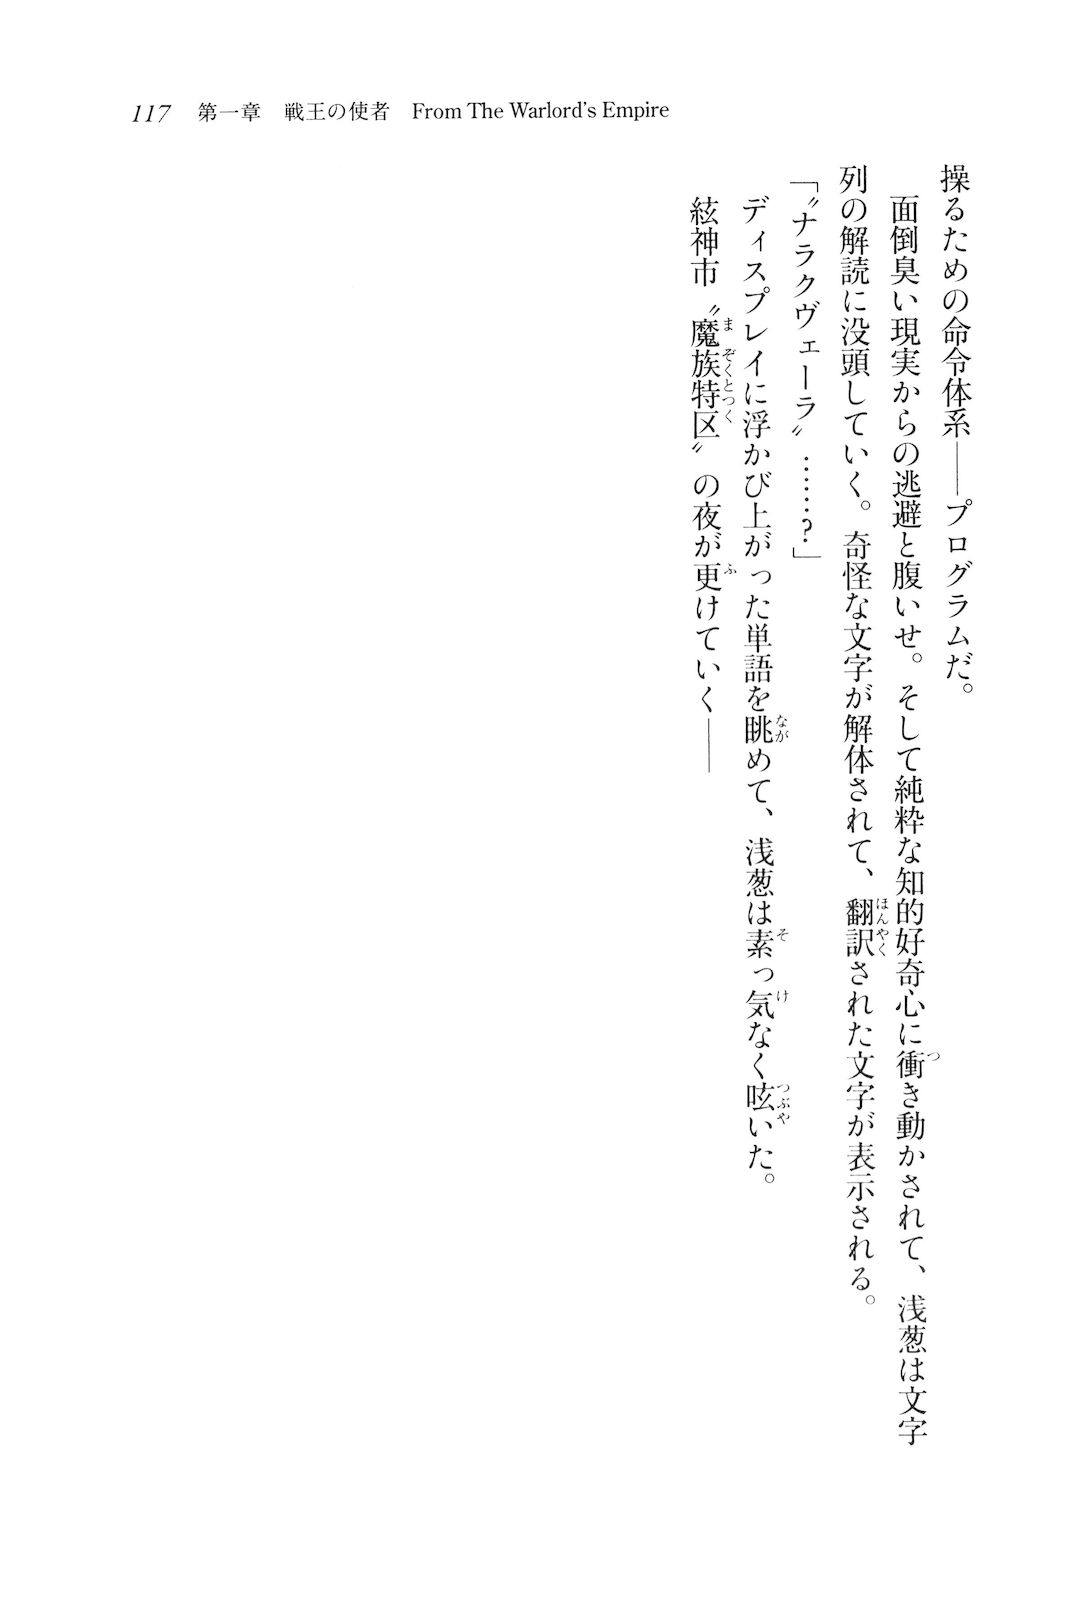 117 第一章 戦王の使者 From The Warlord's Empire
操るための命令体系――プログラムだ。
面倒臭い現実からの逃避と腹いせ。そして純粋な知的好奇心に衝き動かされて、浅葱は文字
列の解読に没頭していく。奇怪な文字が解体されて、翻訳された文字が表示される。
「〝ナラクヴェーラ〟……?」
ディスプレイに浮かび上がった単語を眺めて、浅葱は素っ気なく呟いた。
絃神市〝魔族特区〟の夜が更けていく――